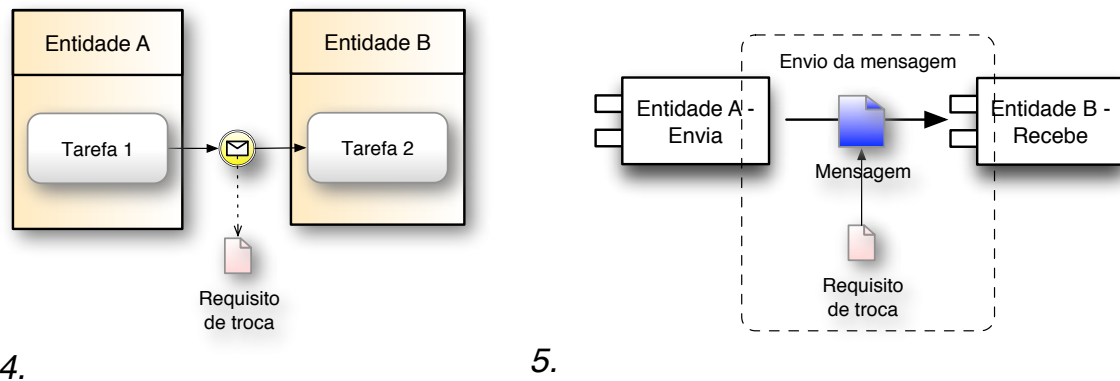 Entidade A
Entidade B
Tarefa 1
Tarefa 2
Requisito
de troca
4.
Envio da mensagem
Entidade A -
Envia
Entidade B -
Recebe
Mensagem
Requisito
de troca
5.